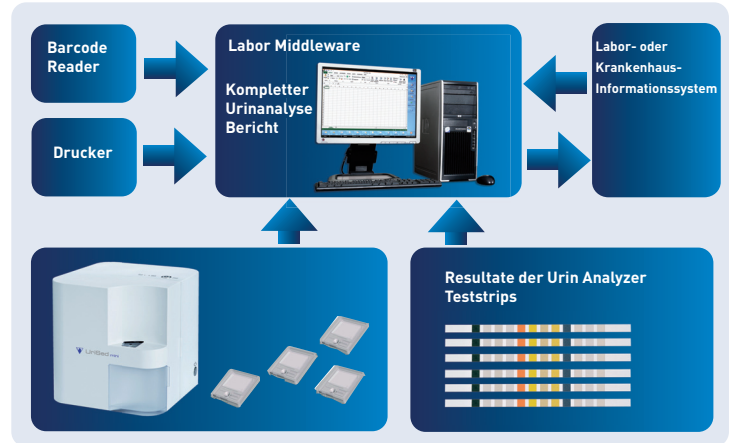 Barcode
Reader
Labor Middleware
Kompletter
Urinanalyse
Bericht
Labor- oder
Krankenhaus-
Informationssystem
Drucker
Resultate der Urin Analyzer
Teststrips